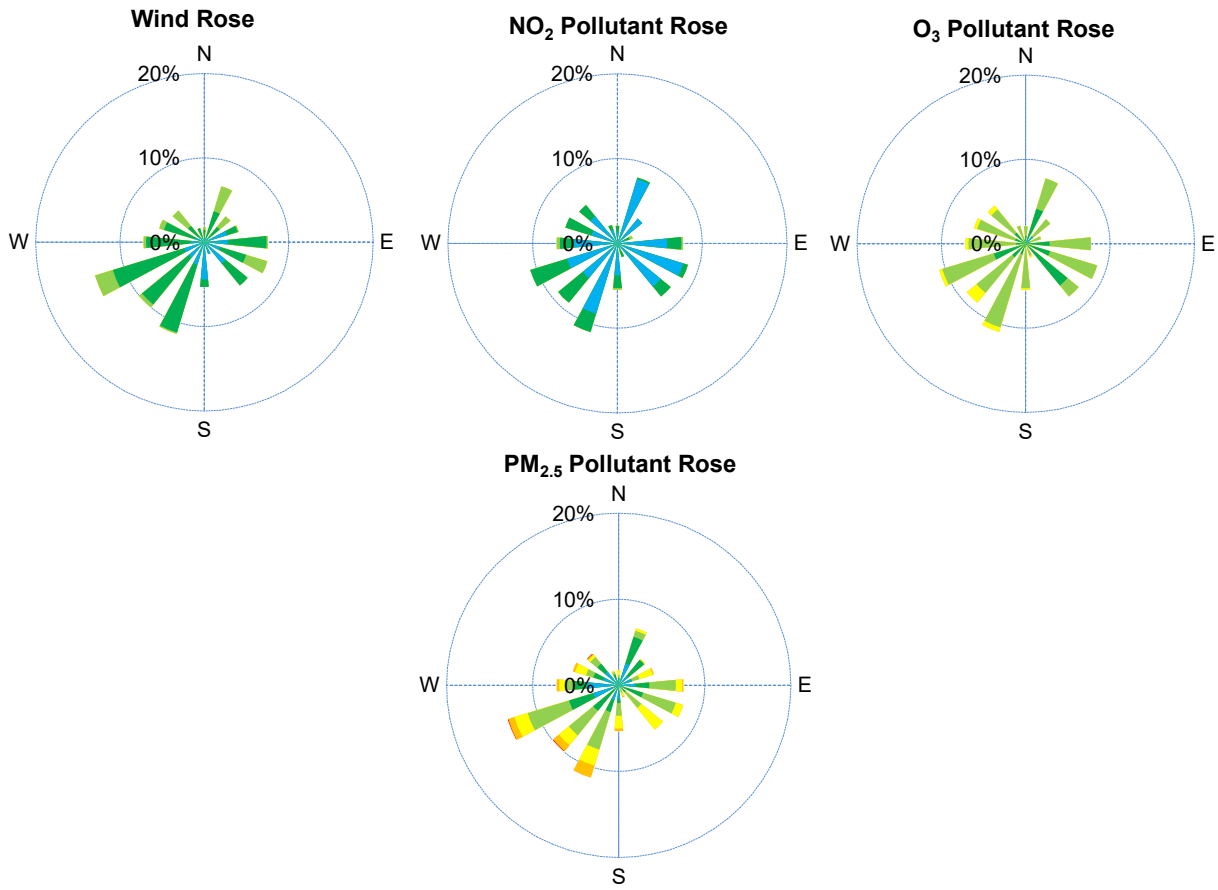 Wind Rose
N
20%
10%
0%
W
E
S
NO₂ Pollutant Rose
N
20%
10%
0%
W
E
S
O₃ Pollutant Rose
N
20%
10%
0%
W
E
S
PM₂.₅ Pollutant Rose
N
20%
10%
0%
W
E
S